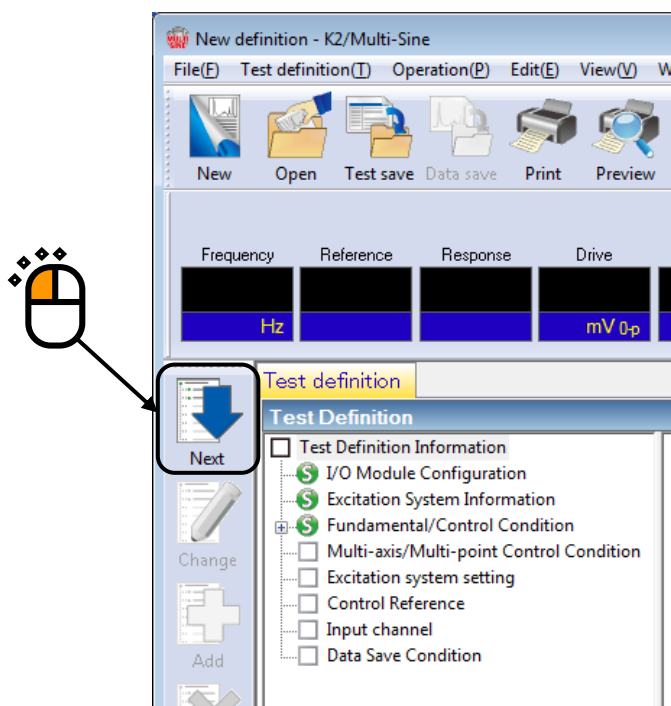 MULTI SINE
New definition - K2/Multi-Sine
File(F) Test definition(T) Operation(P) Edit(E) View(V) W
New Open Test save Data save Print Preview
Frequency Reference Response Drive
Hz mV 0-p
Test definition
Next
Change
Add
Test Definition
Test Definition Information
S I/O Module Configuration
S Excitation System Information
S Fundamental/Control Condition
Multi-axis/Multi-point Control Condition
Excitation system setting
Control Reference
Input channel
Data Save Condition